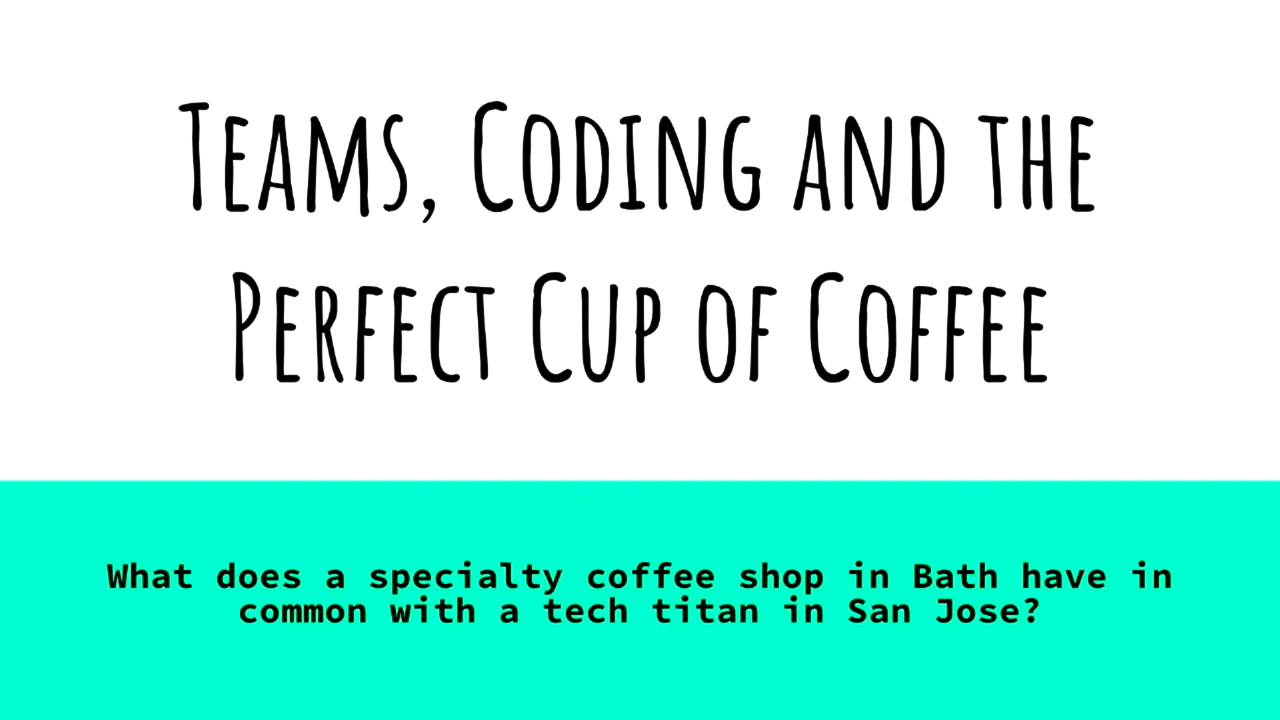 Teams, Coding and the
Perfect Cup of Coffee
What does a specialty coffee shop in Bath have in
common with a tech titan in San Jose?